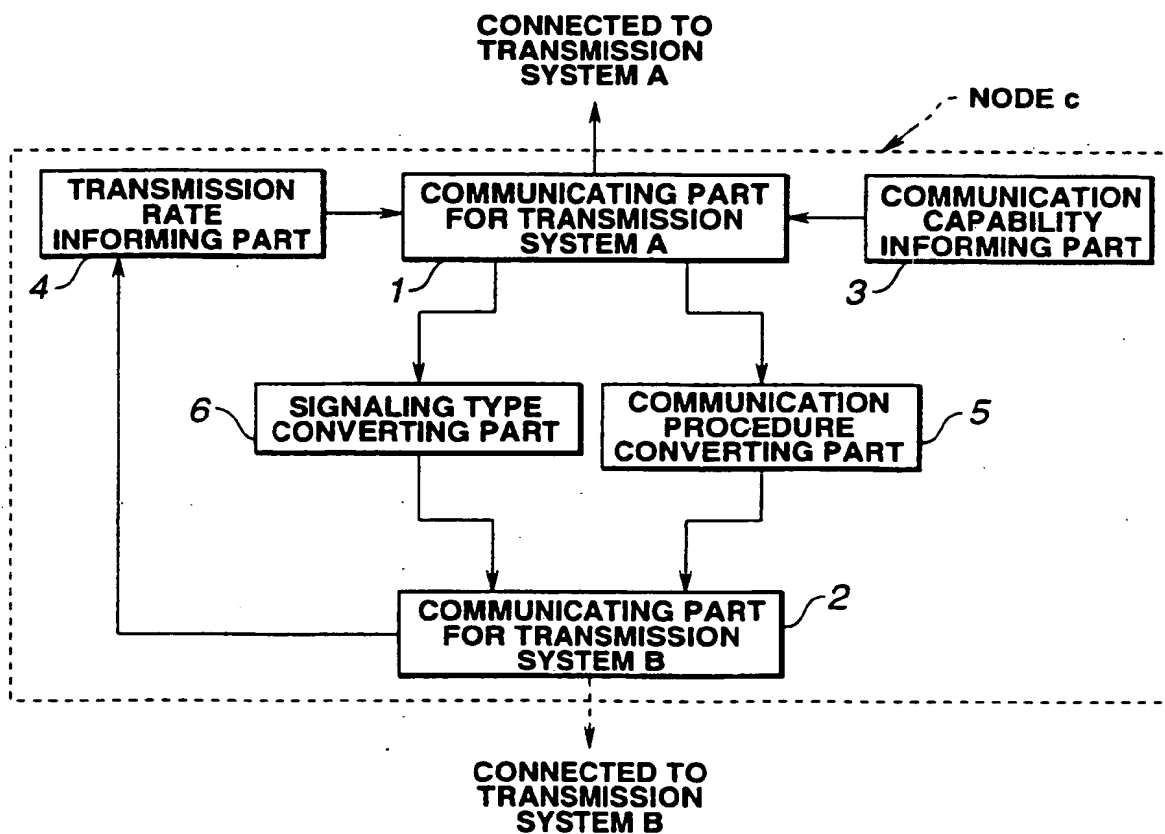 CONNECTED TO
TRANSMISSION
SYSTEM A
NODE c
TRANSMISSION
RATE
INFORMING PART
4
COMMUNICATING PART
FOR TRANSMISSION
SYSTEM A
1
COMMUNICATION
CAPABILITY
INFORMING PART
3
6
SIGNALING TYPE
CONVERTING PART
COMMUNICATION
PROCEDURE
CONVERTING PART
5
COMMUNICATING PART
FOR TRANSMISSION
SYSTEM B
2
CONNECTED TO
TRANSMISSION
SYSTEM B